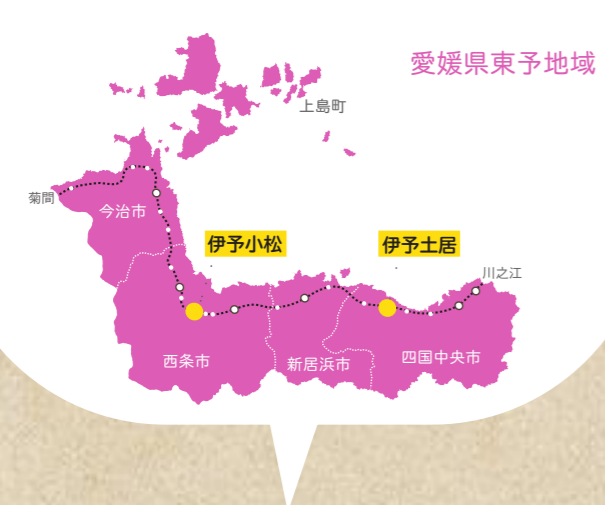 愛媛県東予地域
上島町
菊間
今治市
伊予小松
伊予土居
川之江
西条市
新居浜市
四国中央市